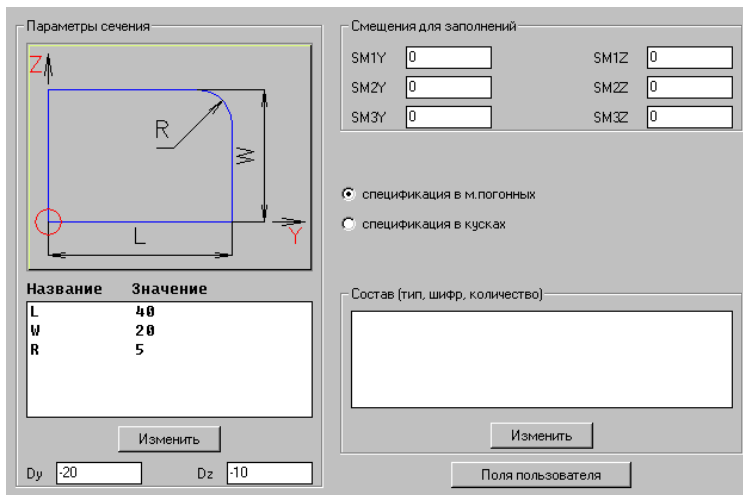 Параметры сечения
Z
R
W
L
Y
Название Значение
L 40
W 20
R 5
Изменить
Dy -20 Dz -10
Смещения для заполнений
SM1Y 0 SM1Z 0
SM2Y 0 SM2Z 0
SM3Y 0 SM3Z 0
спецификация в м.погонных
спецификация в кусках
Состав (тип, шифр, количество)
Изменить
Поля пользователя